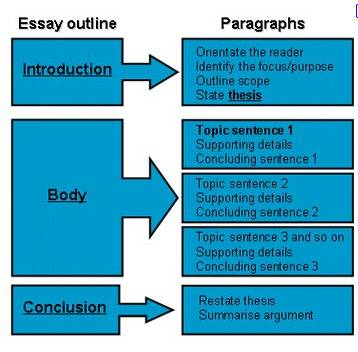 Essay outline
Paragraphs
Introduction
Orientate the reader
Identify the focus/purpose
Outline scope
State thesis
Body
Topic sentence 1
Supporting details
Concluding sentence 1
Topic sentence 2
Supporting details
Concluding sentence 2
Topic sentence 3 and so on
Supporting details
Concluding sentence 3
Conclusion
Restate thesis
Summarise argument